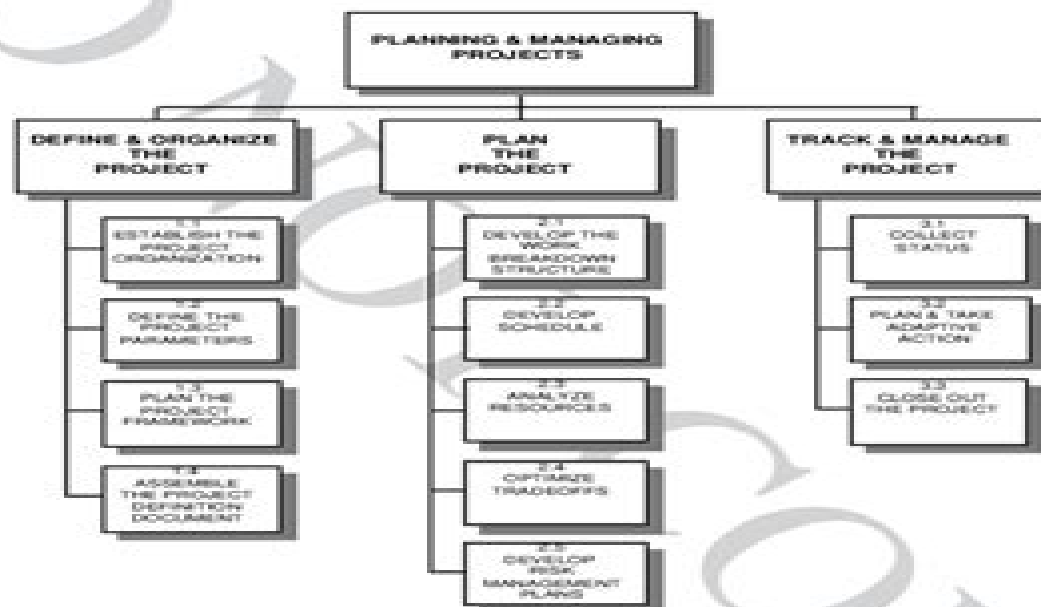 PLANNING & MANAGING
PROJECTS
DEFINE & ORGANIZE
THE
PROJECT
1.1
ESTABLISH THE
PROJECT
ORGANIZATION
1.2
DEFINE THE
PROJECT
PARAMETERS
1.3
PLAN THE
PROJECT
FRAMEWORK
1.4
ASSEMBLE
THE PROJECT
DEFINITION
DOCUMENT
PLAN
THE
PROJECT
2.1
DEVELOP THE
WORK
BREAKDOWN
STRUCTURE
2.2
DEVELOP
SCHEDULE
2.3
ANALYZE
RESOURCES
2.4
OPTIMIZE
TRADEOFFS
2.5
DEVELOP
RISK
MANAGEMENT
PLANS
TRACK & MANAGE
THE
PROJECT
3.1
COLLECT
STATUS
3.2
PLAN & TAKE
ADAPTIVE
ACTION
3.3
CLOSE OUT
THE PROJECT